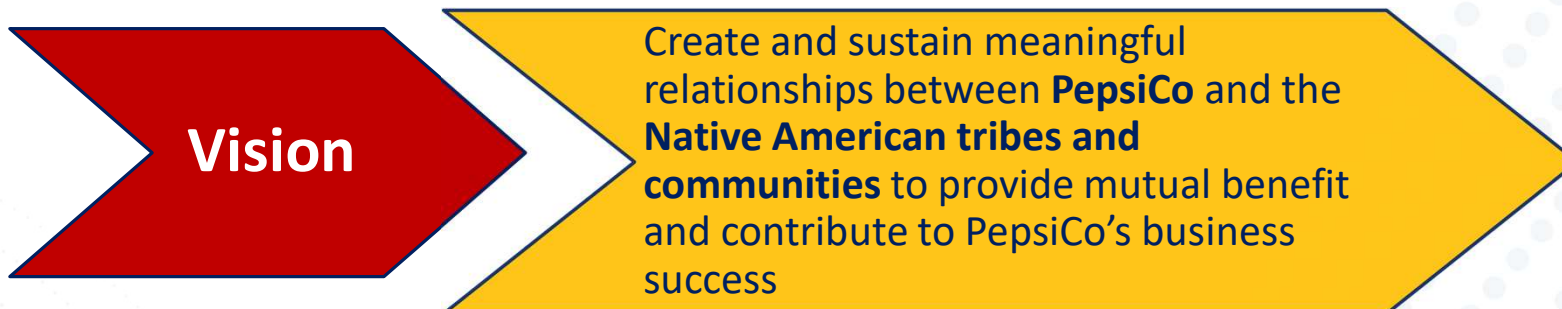 Vision
Create and sustain meaningful
relationships between PepsiCo and the
Native American tribes and
communities to provide mutual benefit
and contribute to PepsiCo’s business
success